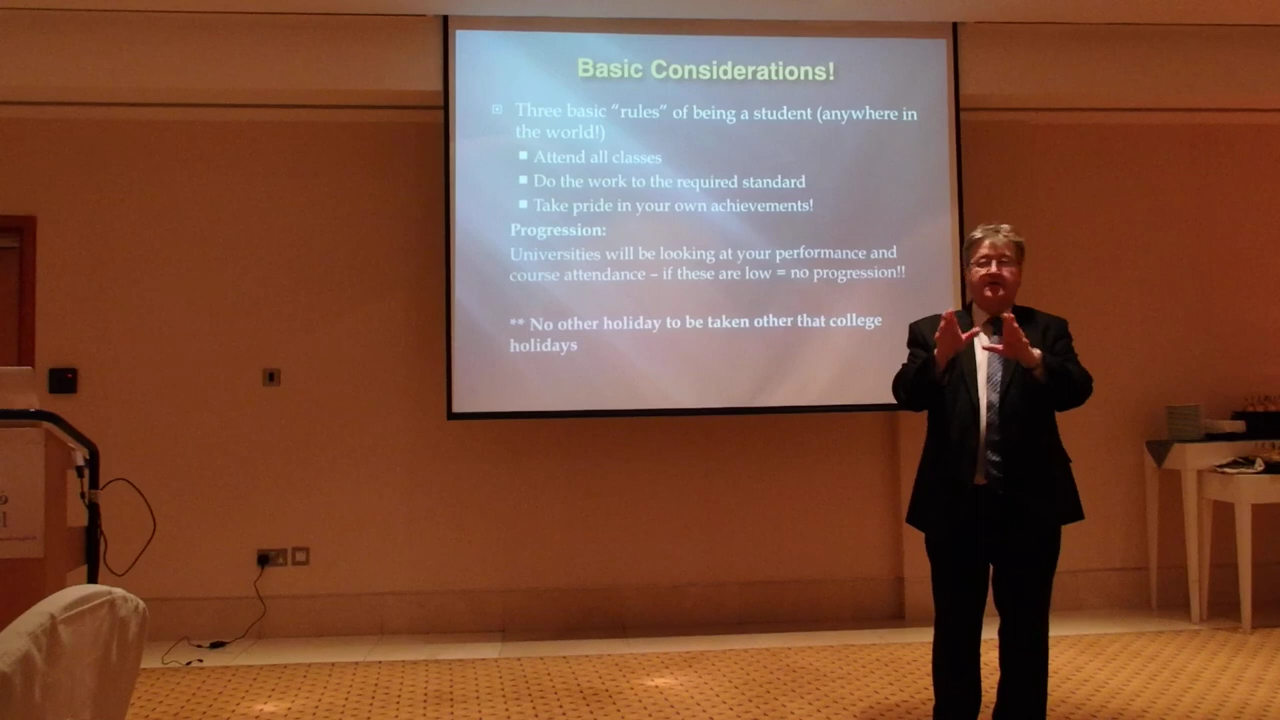 Basic Considerations!
Three basic “rules” of being a student (anywhere in
the world!)
Attend all classes
Do the work to the required standard
Take pride in your own achievements!
Progression:
Universities will be looking at your performance and
course attendance – if these are low = no progression!!
** No other holiday to be taken other that college
holidays